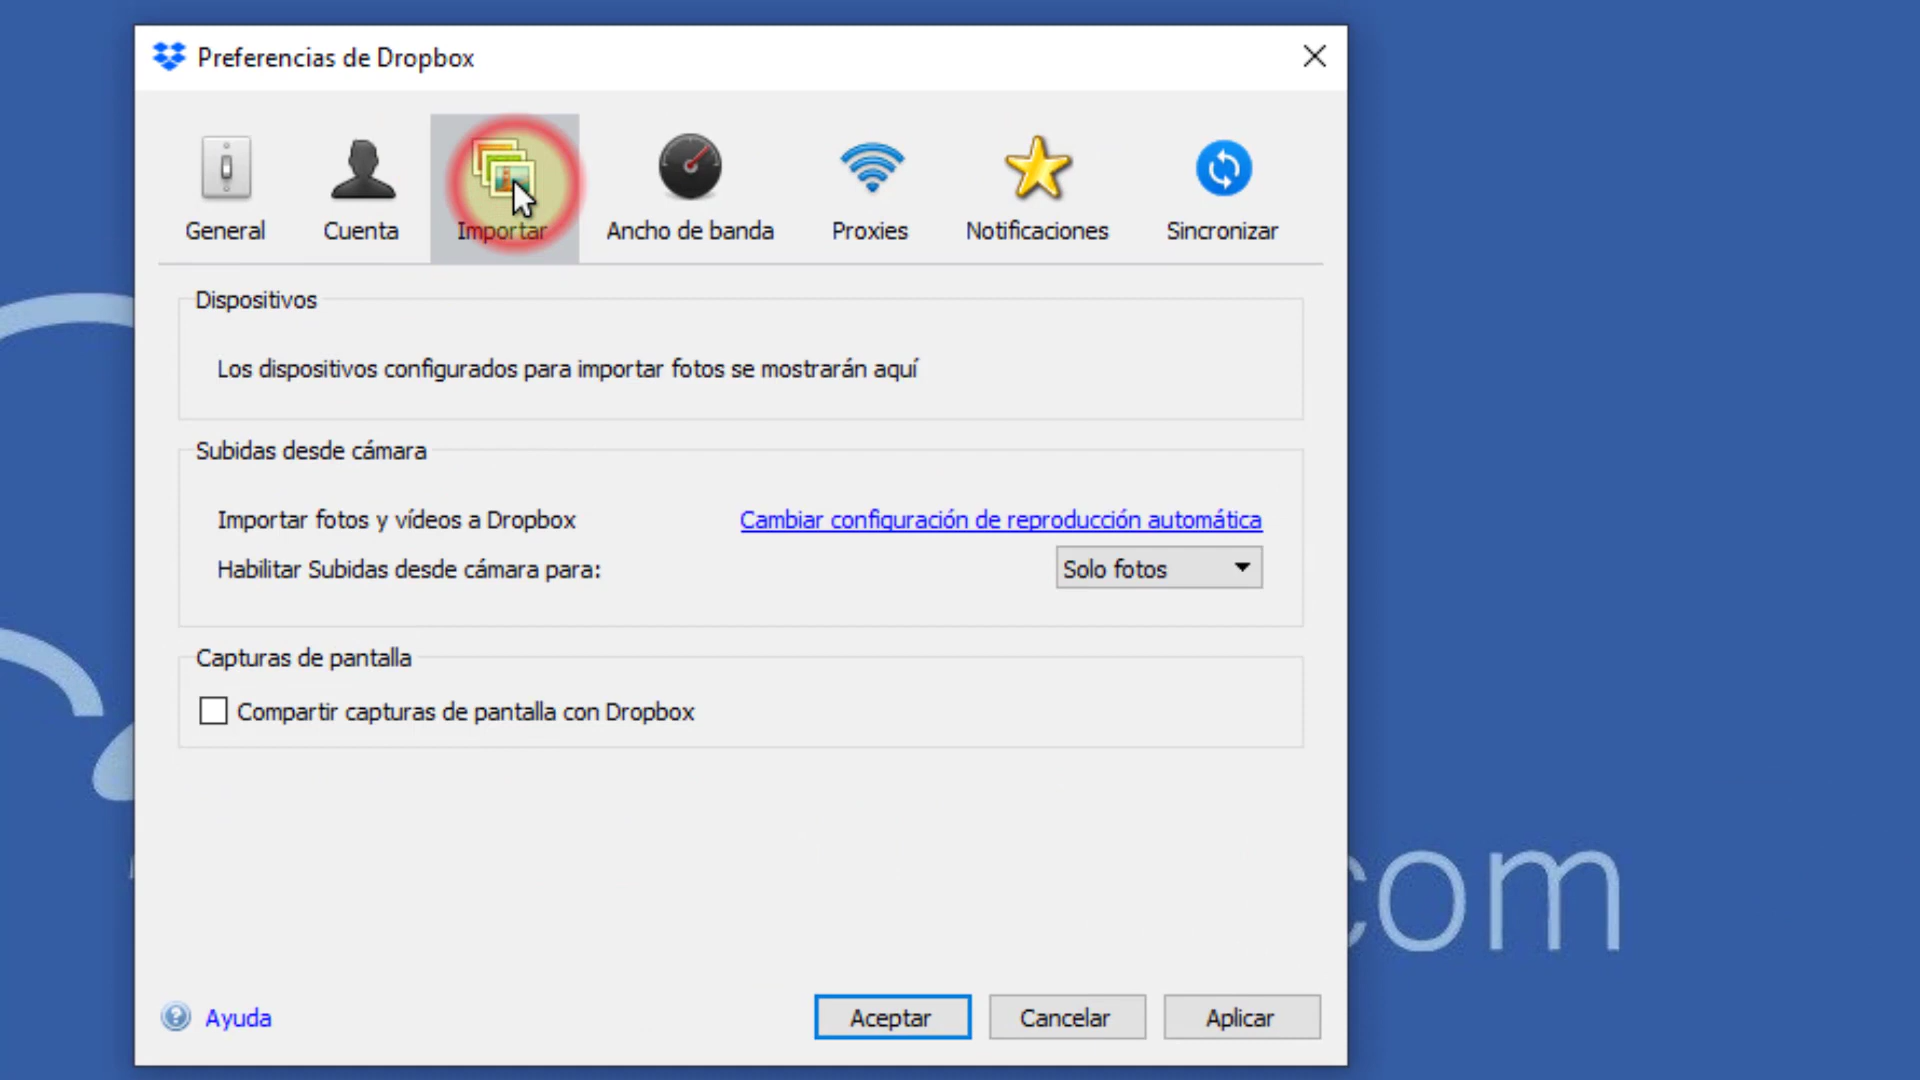 Preferencias de Dropbox
General Cuenta Importar Ancho de banda Proxies Notificaciones Sincronizar
Dispositivos
Los dispositivos configurados para importar fotos se mostrarán aquí
Subidas desde cámara
Importar fotos y vídeos a Dropbox Cambiar configuración de reproducción automática
Habilitar Subidas desde cámara para: Solo fotos
Capturas de pantalla
Compartir capturas de pantalla con Dropbox
com
Ayuda Aceptar Cancelar Aplicar